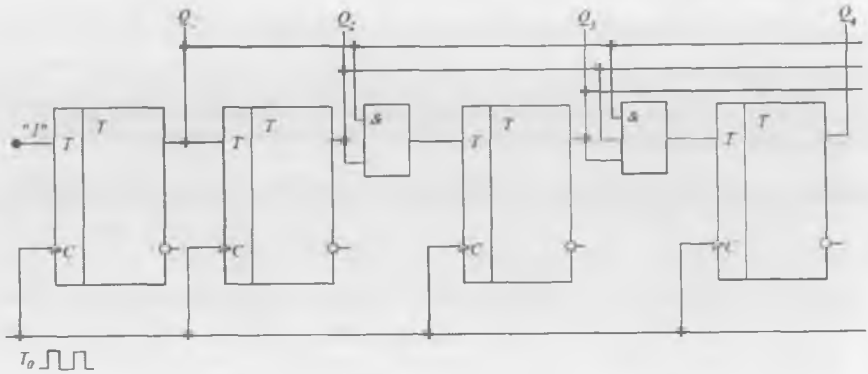 Q₁ Q₂ Q₃ Q₄
"1" T T T T & T T & T T
C C C C
T₀